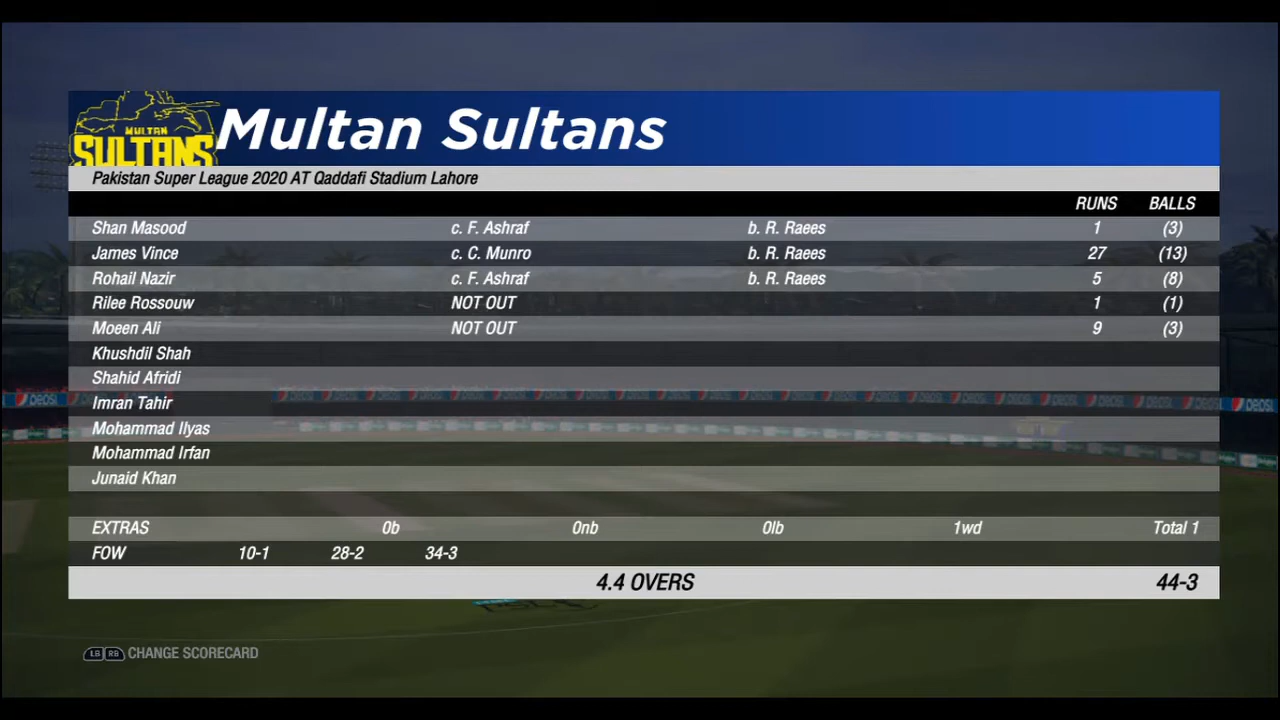 MULTAN
SULTANS
Multan Sultans
Pakistan Super League 2020 AT Qaddafi Stadium Lahore
RUNS BALLS
Shan Masood c. F. Ashraf b. R. Raees 1 (3)
James Vince c. C. Munro b. R. Raees 27 (13)
Rohail Nazir c. F. Ashraf b. R. Raees 5 (8)
Rilee Rossouw NOT OUT 1 (1)
Moeen Ali NOT OUT 9 (3)
Khushdil Shah
Shahid Afridi
Imran Tahir
Mohammad Ilyas
Mohammad Irfan
Junaid Khan
EXTRAS 0b 0nb 0lb 1wd Total 1
FOW 10-1 28-2 34-3
4.4 OVERS 44-3
LB RB CHANGE SCORECARD
pepsi